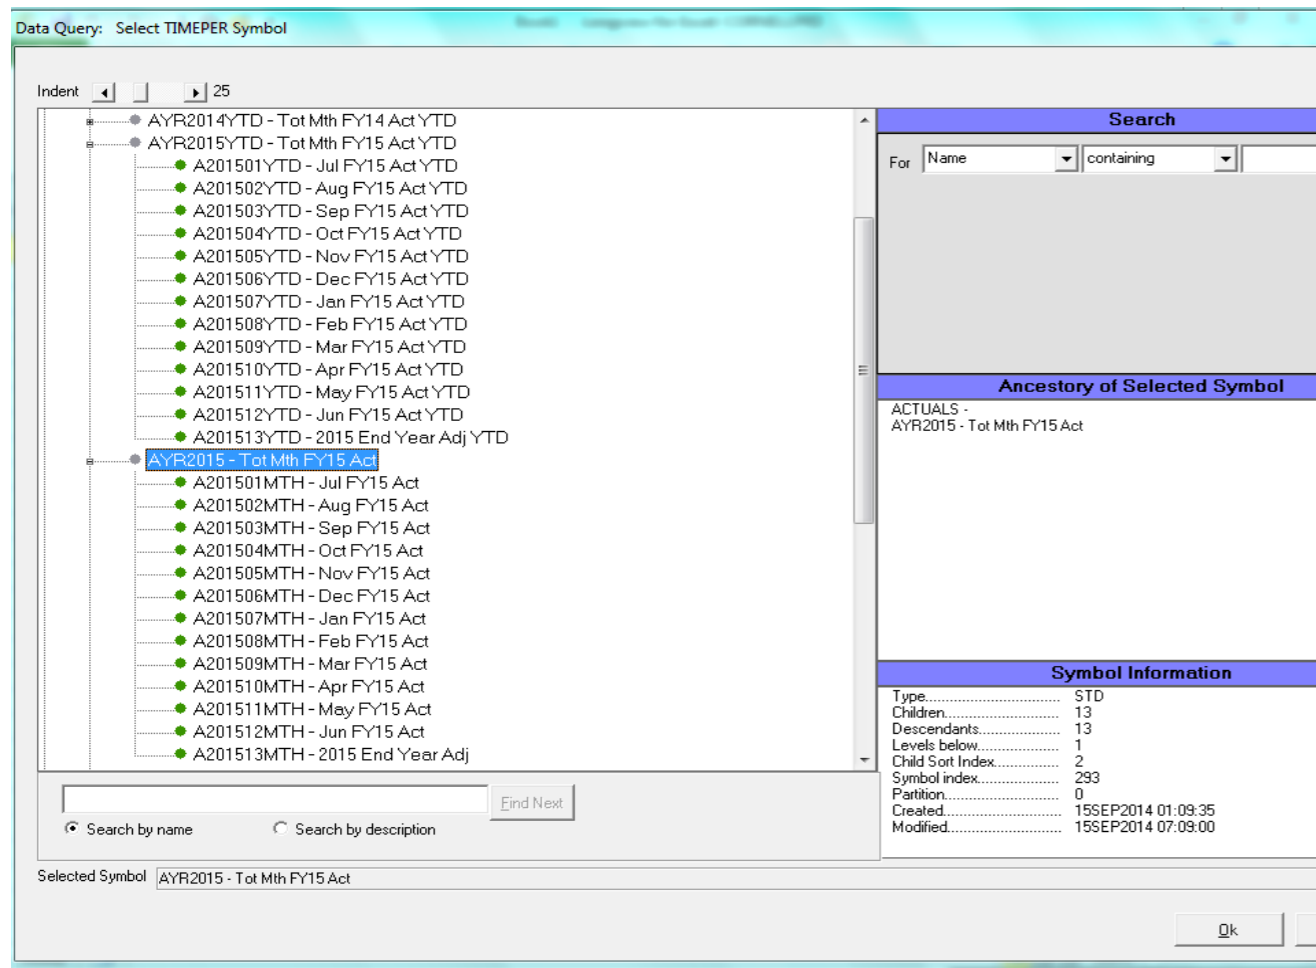 Data Query:   Select TIMEPER Symbol
Indent 25
AYR2014YTD - Tot Mth FY14 Act YTD
AYR2015YTD - Tot Mth FY15 Act YTD
A201501YTD - Jul FY15 Act YTD
A201502YTD - Aug FY15 Act YTD
A201503YTD - Sep FY15 Act YTD
A201504YTD - Oct FY15 Act YTD
A201505YTD - Nov FY15 Act YTD
A201506YTD - Dec FY15 Act YTD
A201507YTD - Jan FY15 Act YTD
A201508YTD - Feb FY15 Act YTD
A201509YTD - Mar FY15 Act YTD
A201510YTD - Apr FY15 Act YTD
A201511YTD - May FY15 Act YTD
A201512YTD - Jun FY15 Act YTD
A201513YTD - 2015 End Year Adj YTD
AYR2015 - Tot Mth FY15 Act
A201501MTH - Jul FY15 Act
A201502MTH - Aug FY15 Act
A201503MTH - Sep FY15 Act
A201504MTH - Oct FY15 Act
A201505MTH - Nov FY15 Act
A201506MTH - Dec FY15 Act
A201507MTH - Jan FY15 Act
A201508MTH - Feb FY15 Act
A201509MTH - Mar FY15 Act
A201510MTH - Apr FY15 Act
A201511MTH - May FY15 Act
A201512MTH - Jun FY15 Act
A201513MTH - 2015 End Year Adj
Find Next
Search by name Search by description
Selected Symbol AYR2015 - Tot Mth FY15 Act
Search
For Name containing
Ancestory of Selected Symbol
ACTUALS -
AYR2015 - Tot Mth FY15 Act
Symbol Information
Type.............................. STD
Children......................... 13
Descendants.................. 13
Levels below.................. 1
Child Sort Index.............. 2
Symbol index.................. 293
Partition......................... 0
Created.......................... 15SEP2014 01:09:35
Modified......................... 15SEP2014 07:09:00
Ok